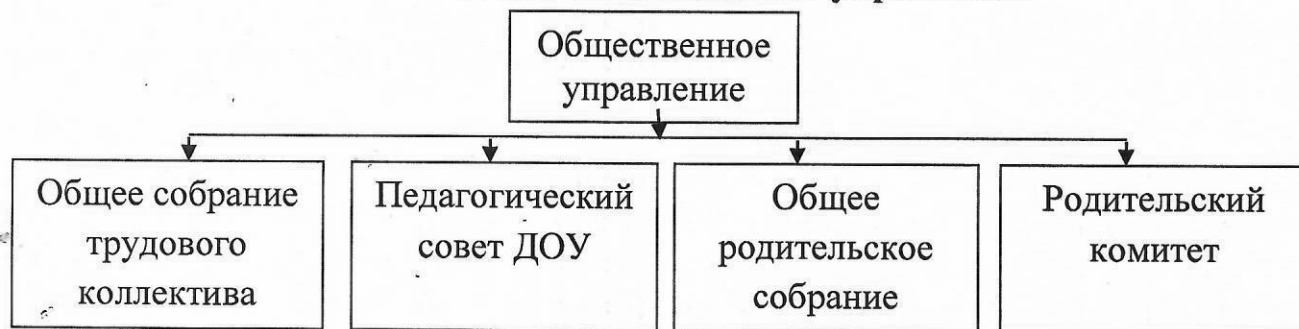 Общественное
управление
Общее собрание
трудового
коллектива
Педагогический
совет ДОУ
Общее
родительское
собрание
Родительский
комитет